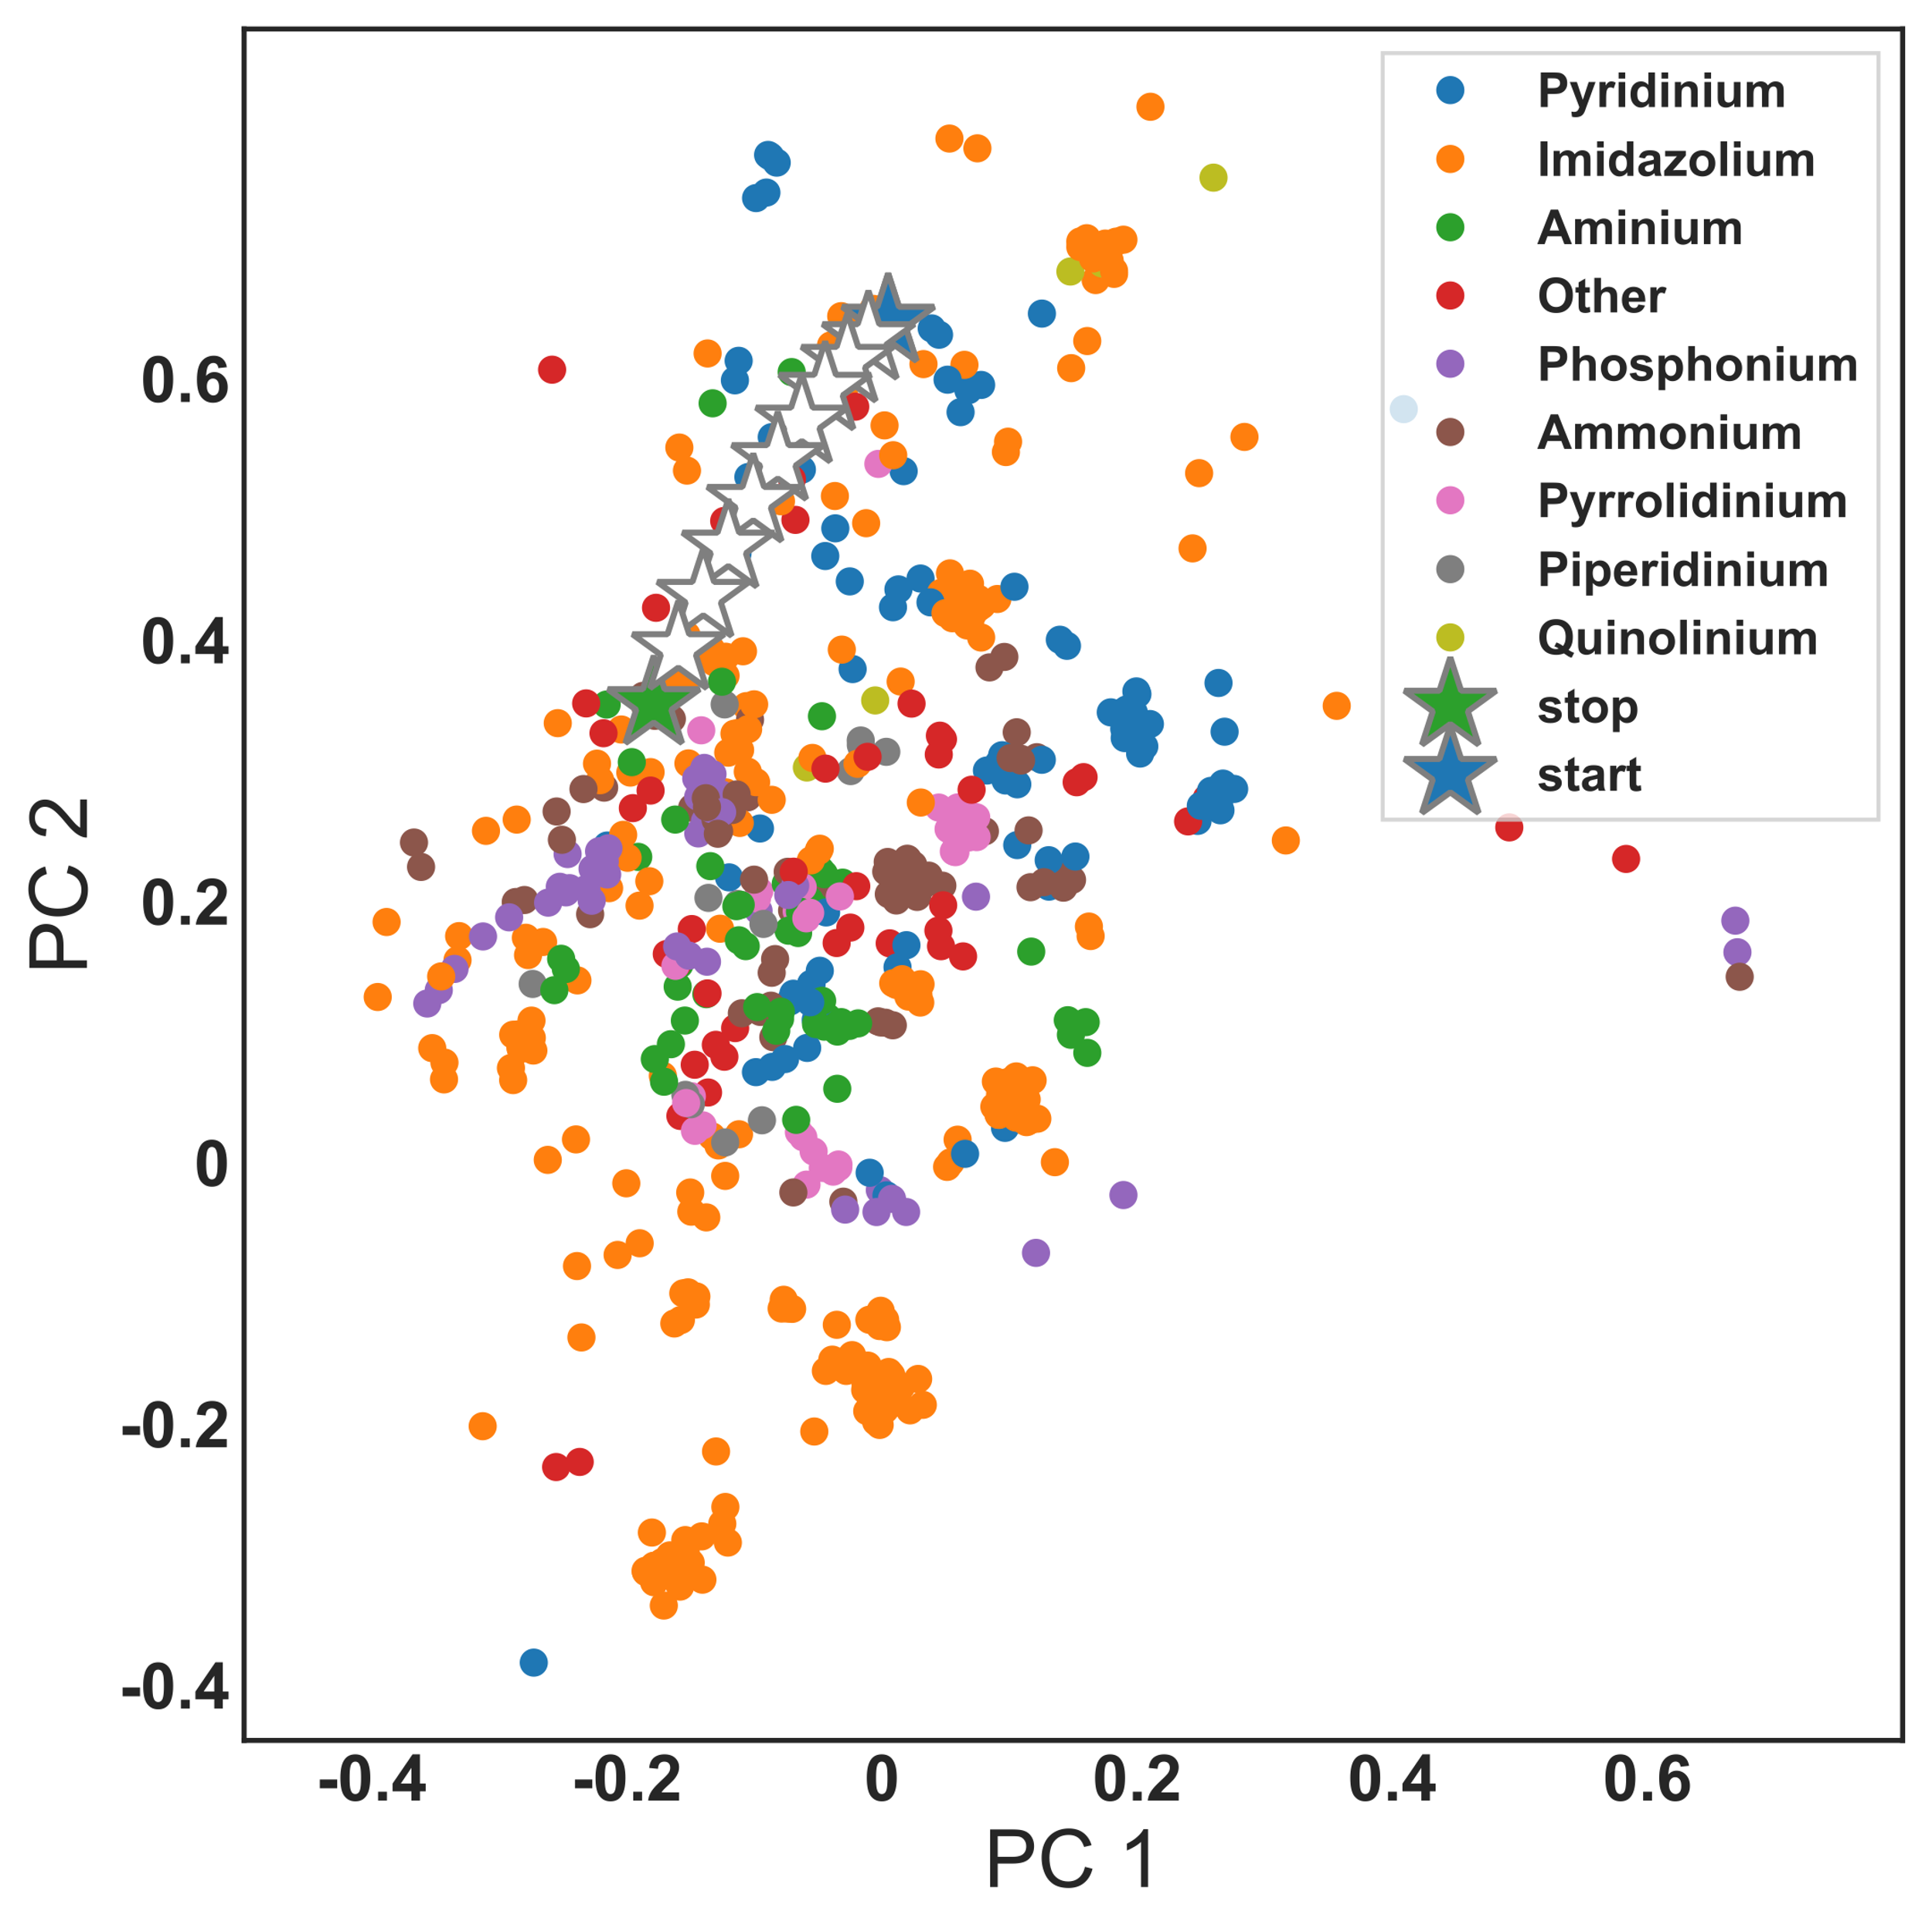 Pyridinium
Imidazolium
Aminium
Other
Phosphonium
Ammonium
Pyrrolidinium
Piperidinium
Quinolinium
stop
start
PC 2
0.6
0.4
0.2
0
-0.2
-0.4
-0.4 -0.2 0 0.2 0.4 0.6
PC 1